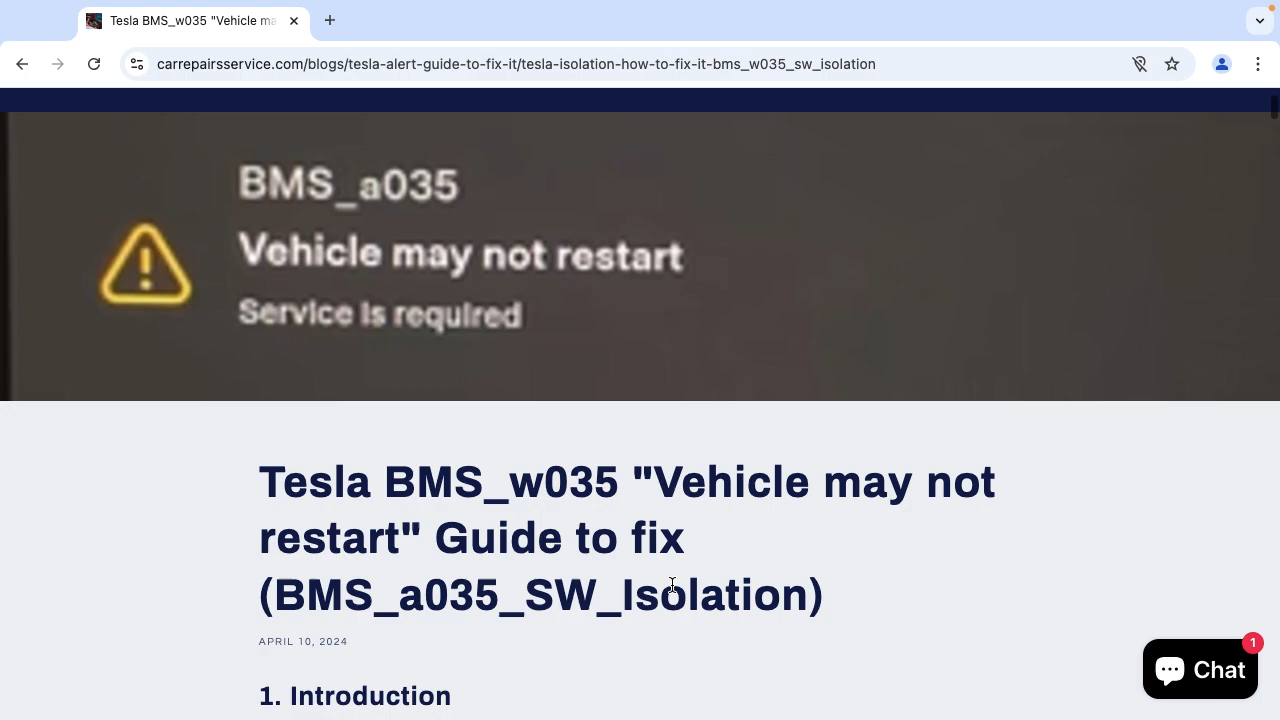 Tesla BMS_w035 "Vehicle ma
carrepairsservice.com/blogs/tesla-alert-guide-to-fix-it/tesla-isolation-how-to-fix-it-bms_w035_sw_isolation
BMS_a035
Vehicle may not restart
Service is required
Tesla BMS_w035 "Vehicle may not
restart" Guide to fix
(BMS_a035_SW_Isolation)
APRIL 10, 2024
1. Introduction
1
Chat